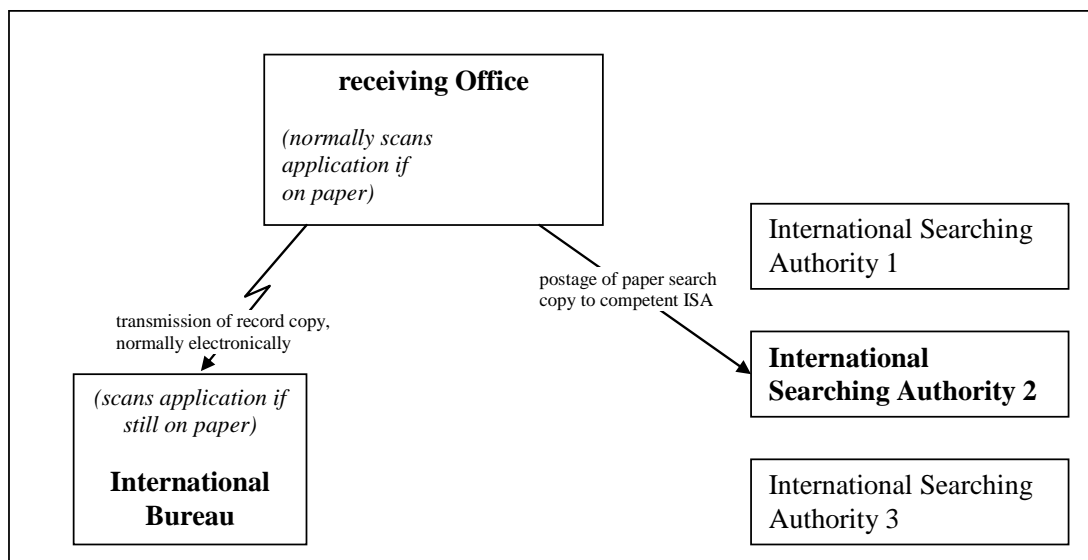 receiving Office
(normally scans
application if
on paper)
International Searching
Authority 1
postage of paper search
copy to competent ISA
transmission of record copy,
normally electronically
International
Searching Authority 2
(scans application if
still on paper)
International
Bureau
International Searching
Authority 3